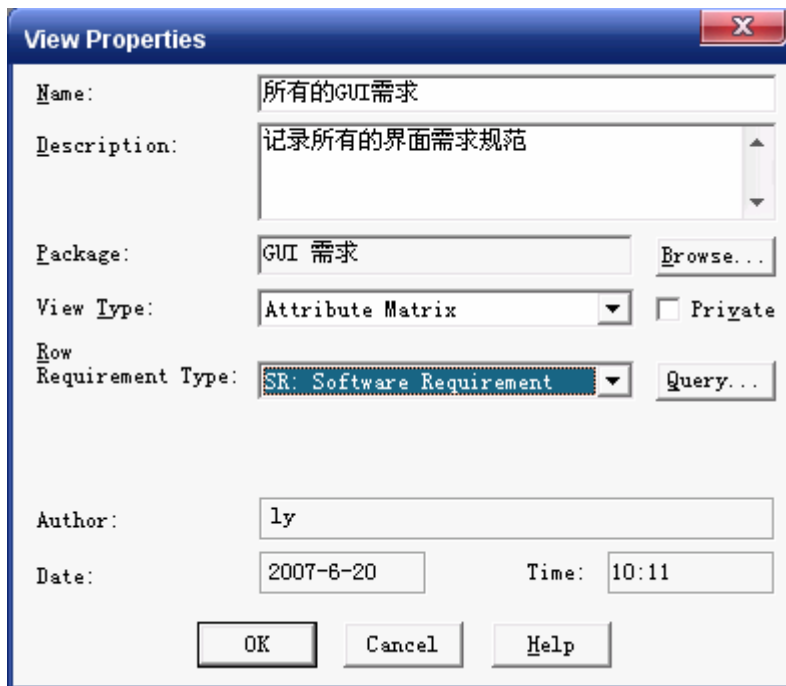 View Properties
Name: 所有的GUI需求
Description: 记录所有的界面需求规范
Package: GUI 需求 Browse...
View Type: Attribute Matrix Private
Row
Requirement Type: SR: Software Requirement Query...
Author: ly
Date: 2007-6-20 Time: 10:11
OK Cancel Help